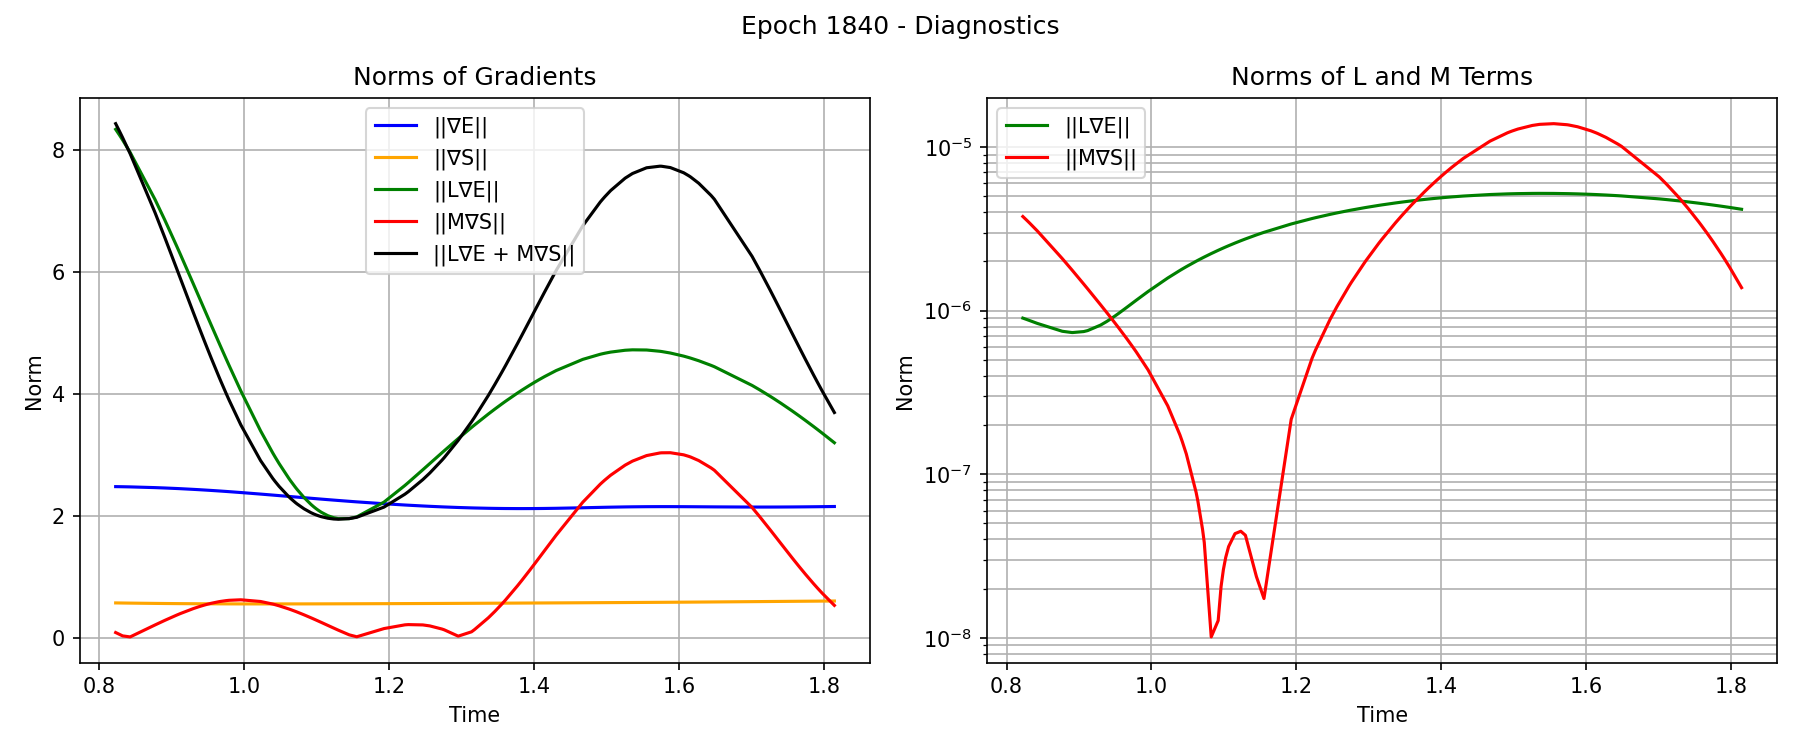 Epoch 1840 - Diagnostics
Norms of Gradients
||∇E||
||∇S||
||L∇E||
||M∇S||
||L∇E + M∇S||
8
6
4
2
0
Norm
0.8 1.0 1.2 1.4 1.6 1.8
Time
Norms of L and M Terms
||L∇E||
||M∇S||
10⁻⁵
10⁻⁶
10⁻⁷
10⁻⁸
Norm
0.8 1.0 1.2 1.4 1.6 1.8
Time